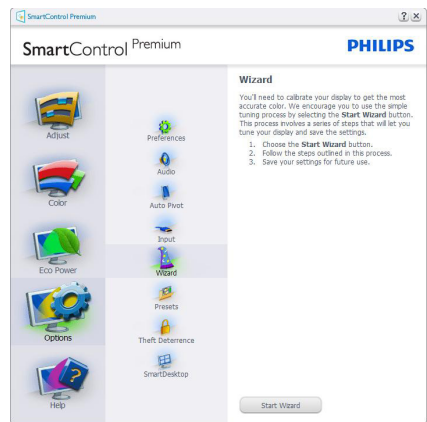 SmartControl Premium
? ×
SmartControl Premium
PHILIPS
Adjust
Color
Eco Power
Options
Help
Preferences
Audio
Auto Pivot
Input
Wizard
Presets
Theft Deterrence
SmartDesktop
Wizard
You'll need to calibrate your display to get the most
accurate color. We encourage you to use the simple
tuning process by selecting the Start Wizard button.
This process involves a series of steps that will let you
tune your display and save the settings.
1. Choose the Start Wizard button.
2. Follow the steps outlined in this process.
3. Save your settings for future use.
Start Wizard